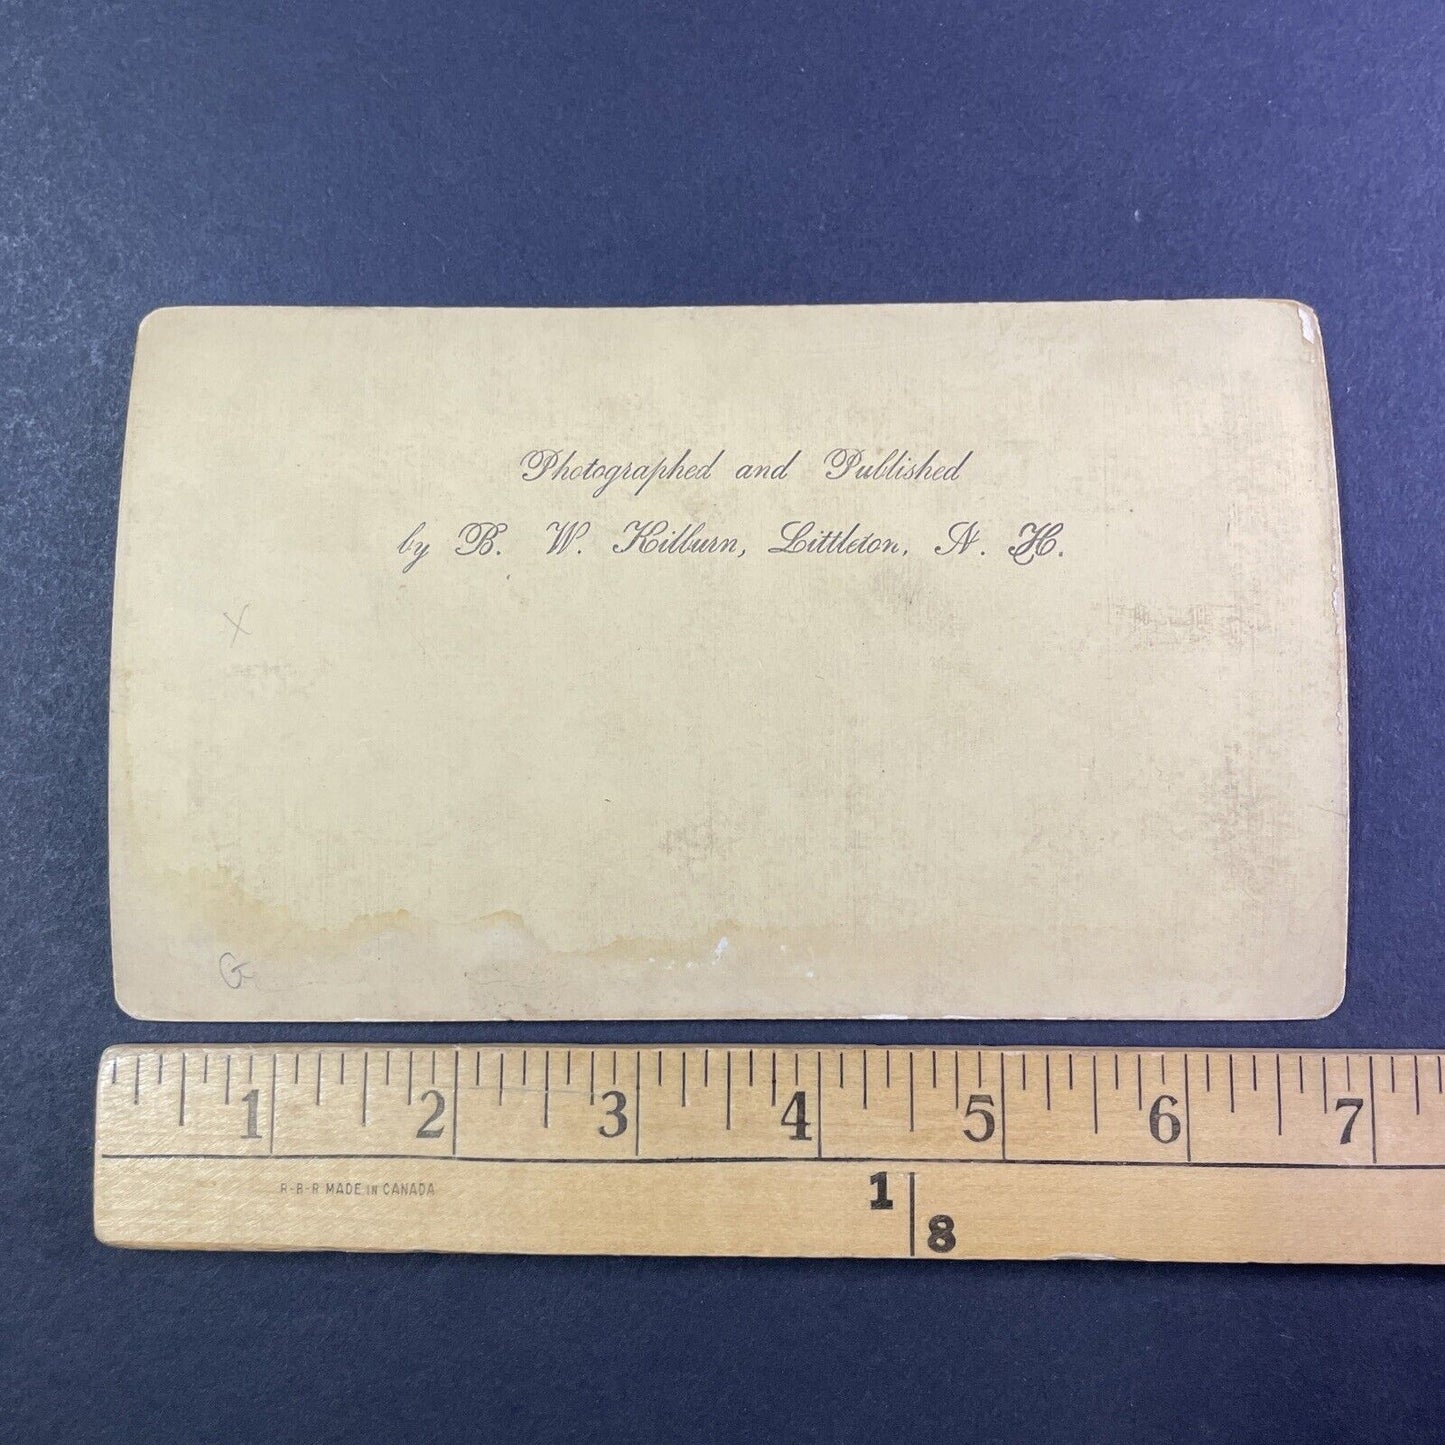 Photographed and Published
by B. W. Kilburn, Littleton, N. H.
X
G
1 2 3 4 5 6 7
R-B-R MADE IN CANADA
1
8